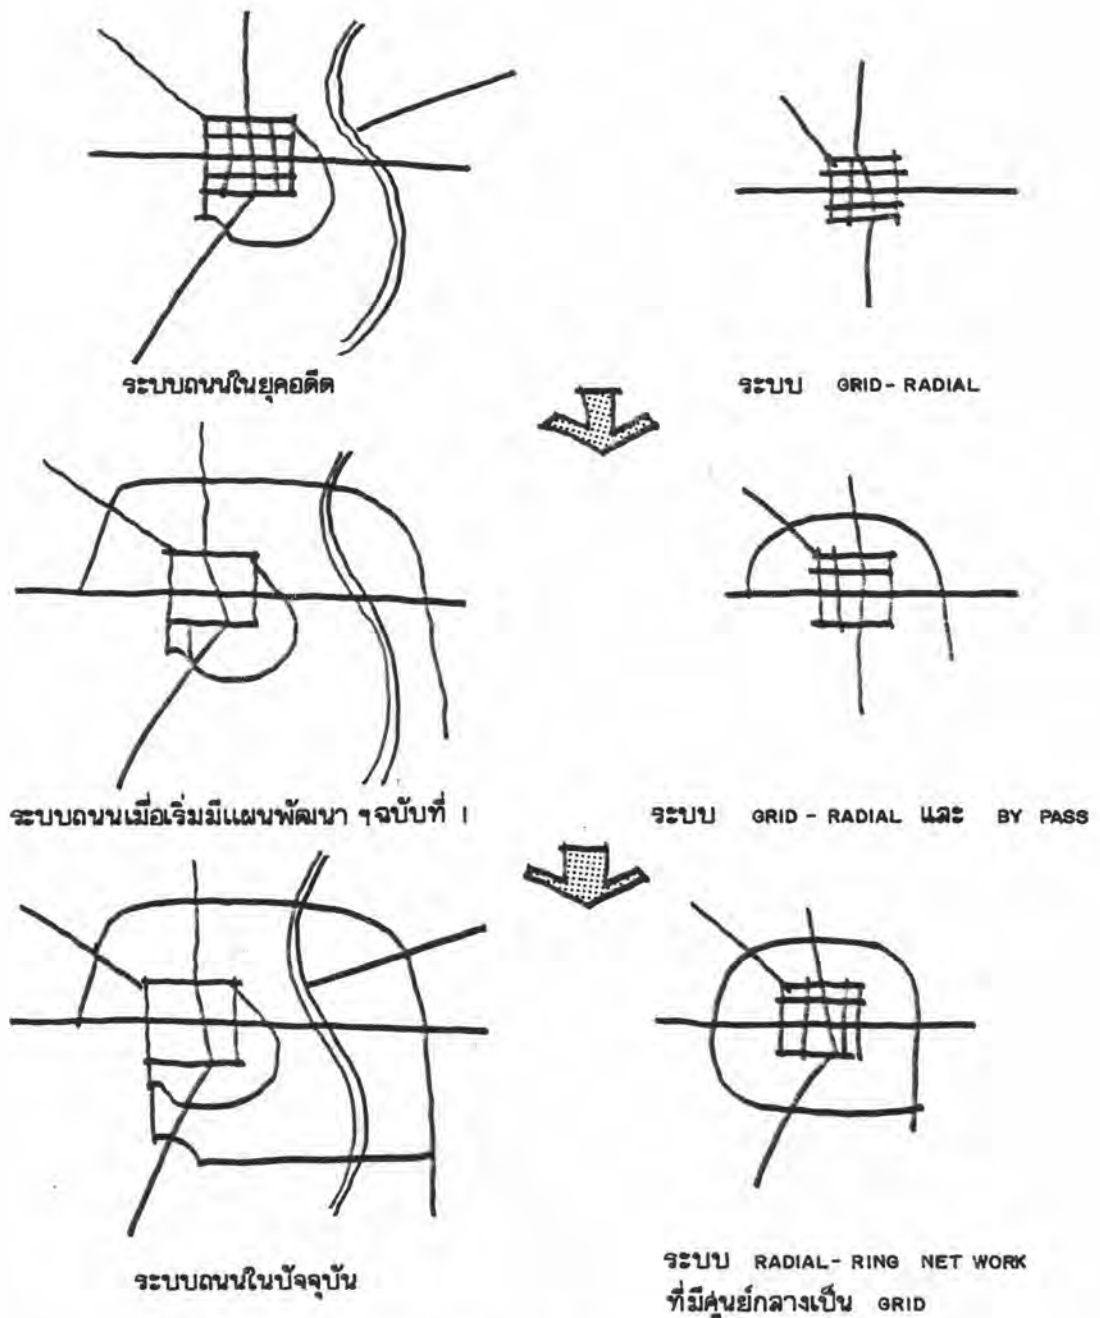 ระบบถนนในยุคอดีต
ระบบ GRID-RADIAL
ระบบถนนเมื่อเริ่มมีแผนพัฒนา ฯ ฉบับที่ 1
ระบบ GRID - RADIAL และ BY PASS
ระบบถนนในปัจจุบัน
ระบบ RADIAL-RING NET WORK
ที่มีศูนย์กลางเป็น GRID